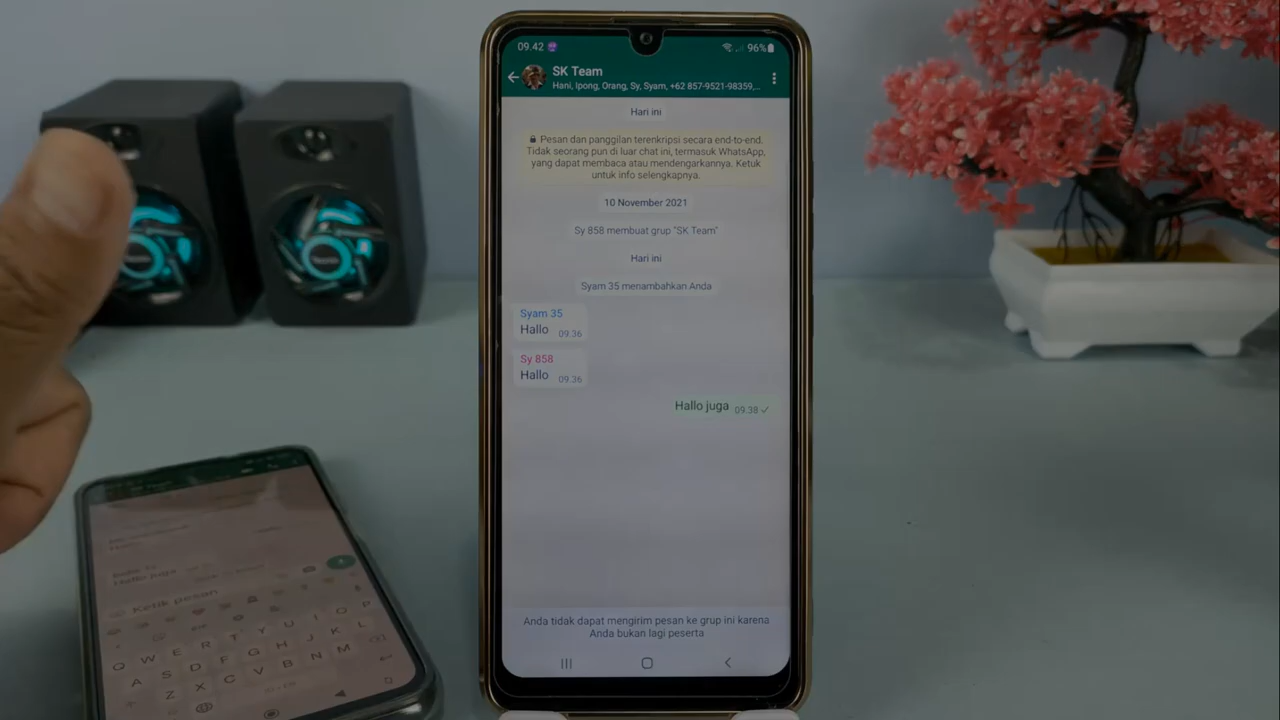 09.42
96%
SK Team
Hani, Ipong, Orang, Sy, Syam, +62 857-9521-98359,...
Hari ini
Pesan dan panggilan terenkripsi secara end-to-end.
Tidak seorang pun di luar chat ini, termasuk WhatsApp,
yang dapat membaca atau mendengarkannya. Ketuk
untuk info selengkapnya.
10 November 2021
Sy 858 membuat grup "SK Team"
Hari ini
Syam 35 menambahkan Anda
Syam 35
Hallo 09.36
Sy 858
Hallo 09.36
Hallo juga 09.38
Anda tidak dapat mengirim pesan ke grup ini karena
Anda bukan lagi peserta
Ketik pesan
Q W E R T Y U I O P
A S D F G H J K L
Z X C V B N M